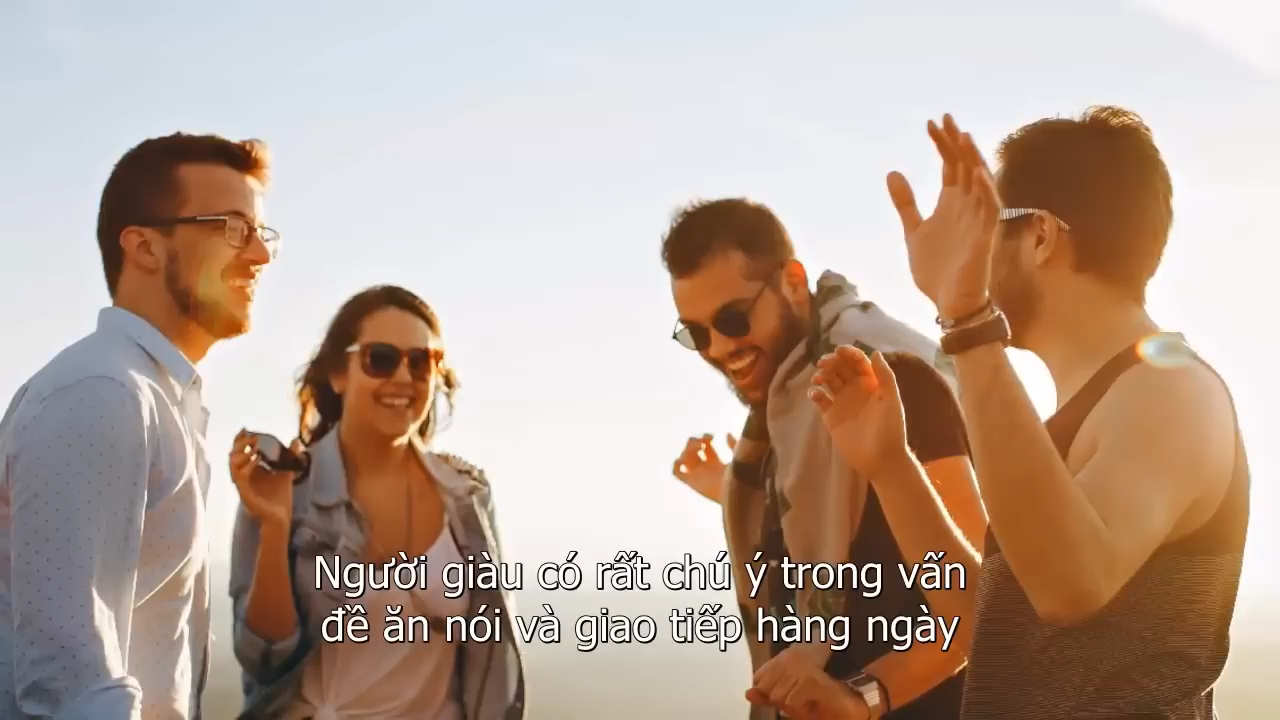 Người giàu có rất chú ý trong vấn
đề ăn nói và giao tiếp hàng ngày